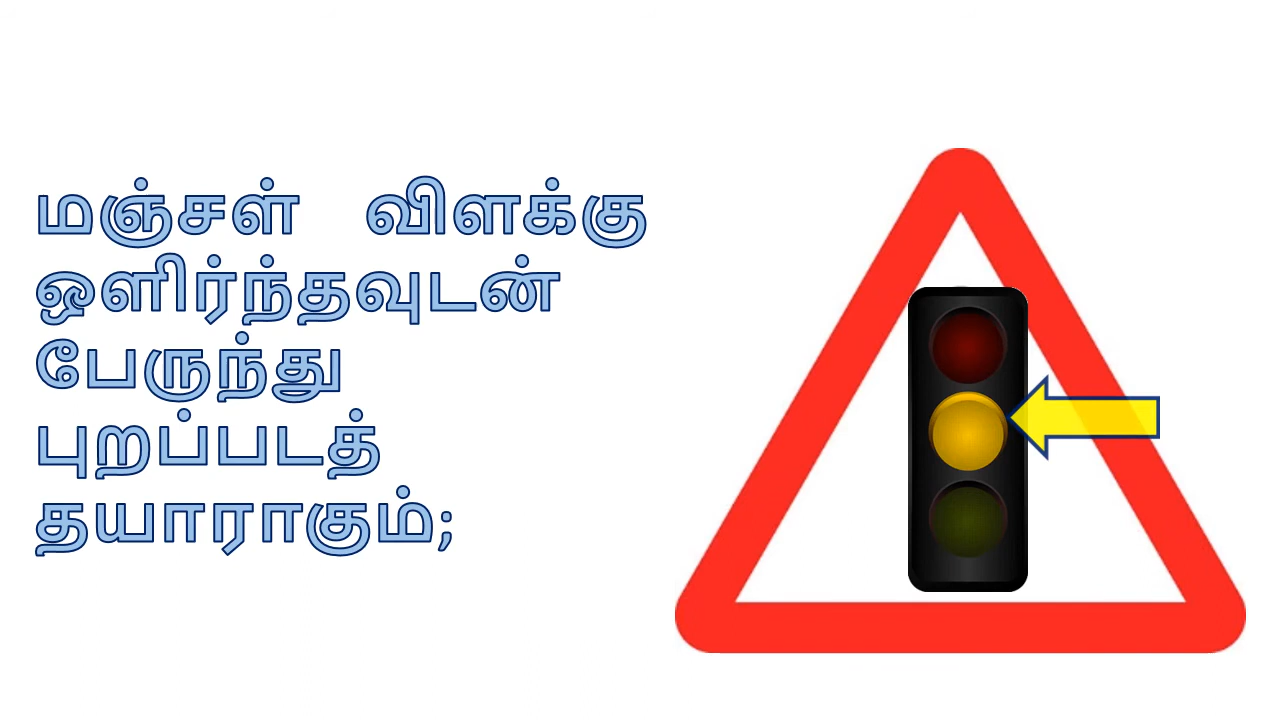 மஞ்சள் விளக்கு
ஒளிர்ந்தவுடன்
பேருந்து
புறப்படத்
தயாராகும்;